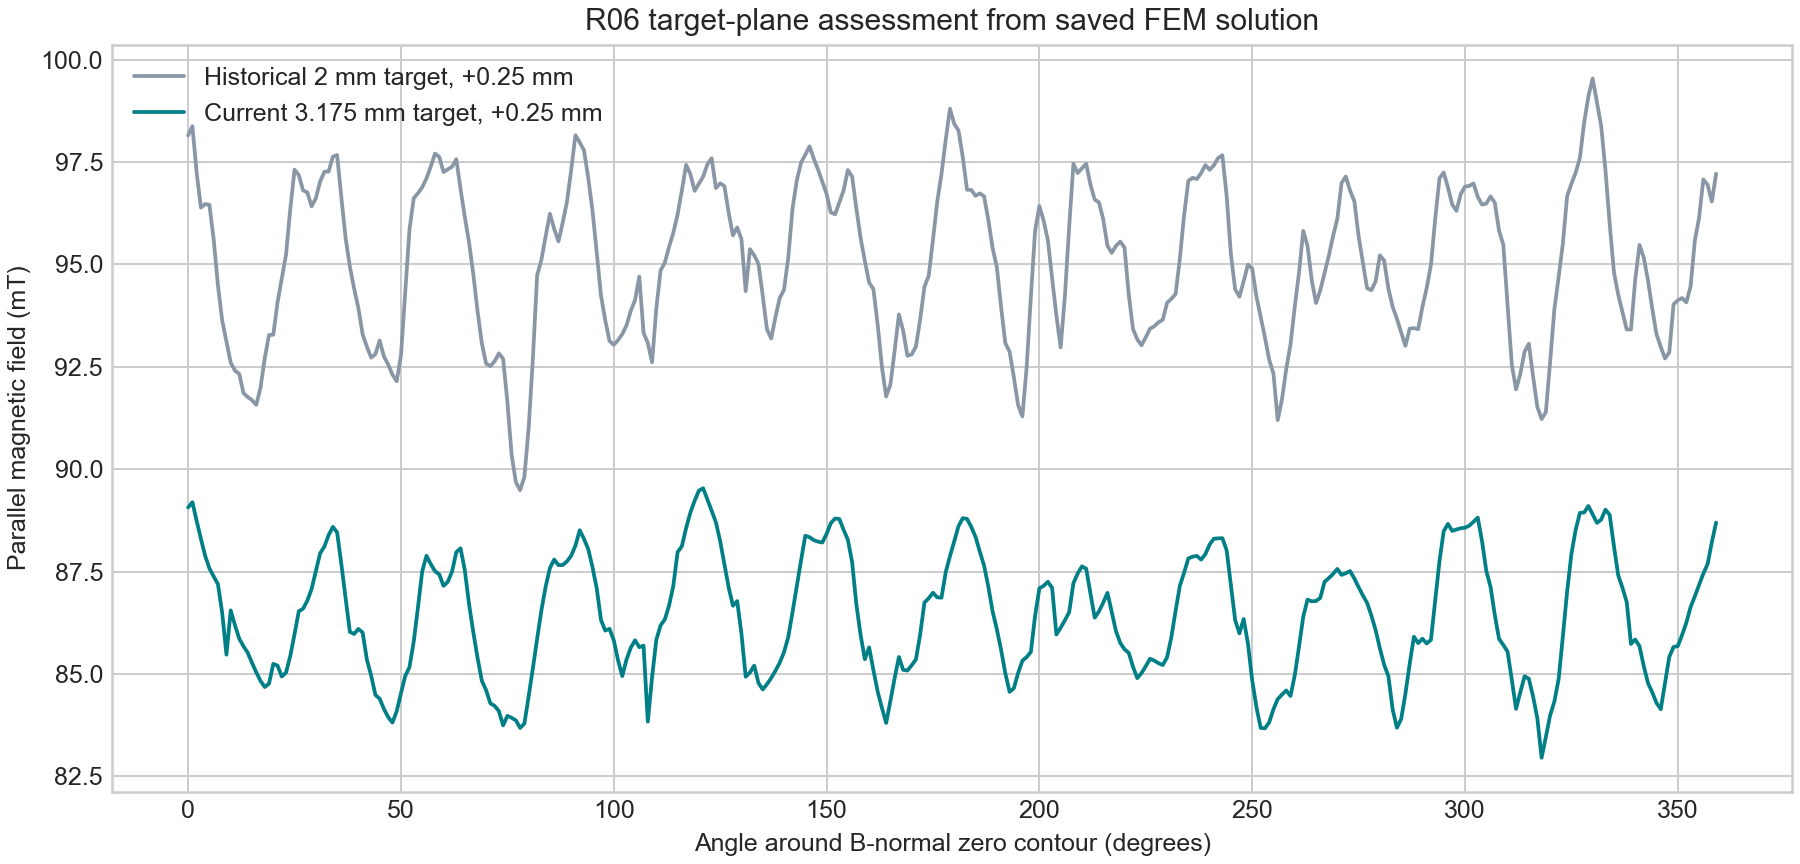 R06 target-plane assessment from saved FEM solution
Historical 2 mm target, +0.25 mm
Current 3.175 mm target, +0.25 mm
Parallel magnetic field (mT)
100.0
97.5
95.0
92.5
90.0
87.5
85.0
82.5
0 50 100 150 200 250 300 350
Angle around B-normal zero contour (degrees)